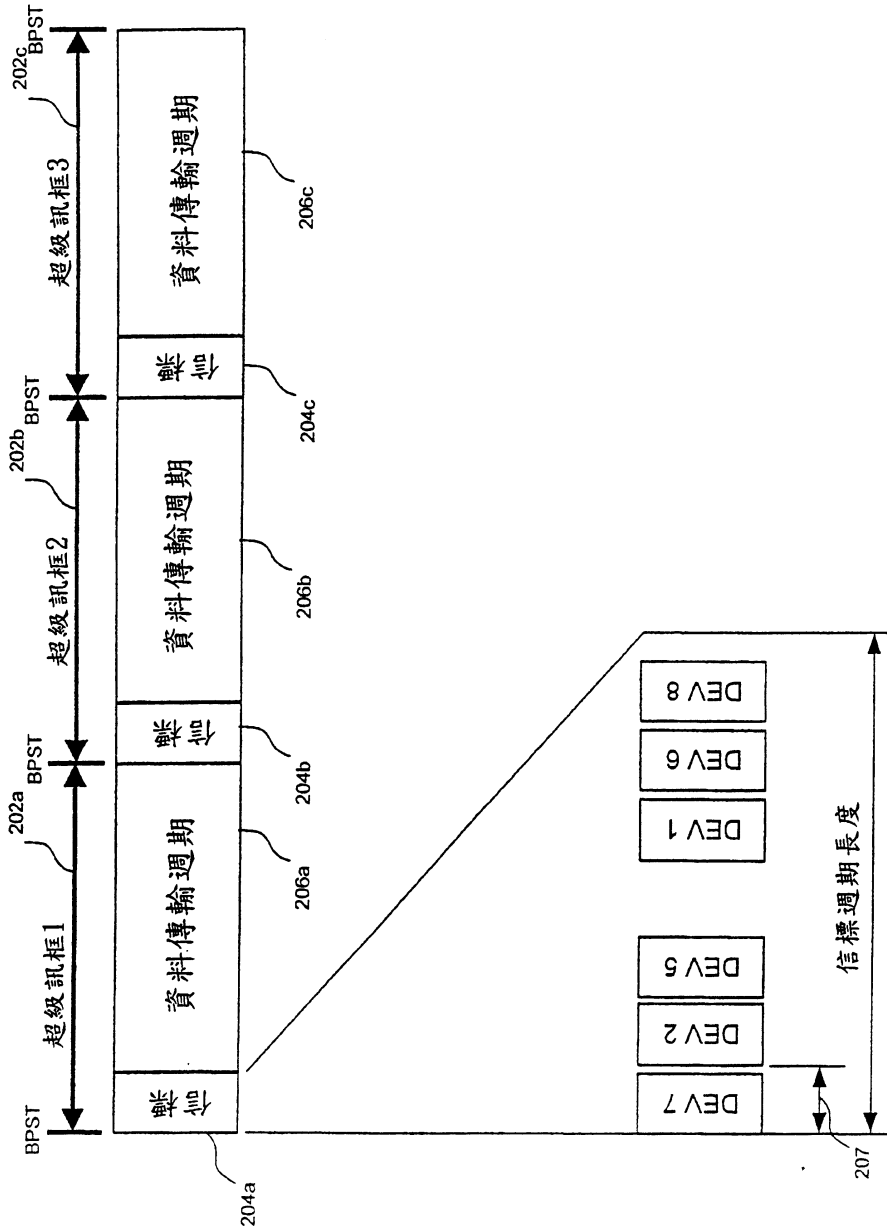 202a
202b
202c
BPST
超級訊框1
BPST
超級訊框2
BPST
超級訊框3
BPST
信標
資料傳輸週期
信標
資料傳輸週期
信標
資料傳輸週期
204a
206a
204b
206b
204c
206c
DEV 7
DEV 2
DEV 5
DEV 1
DEV 6
DEV 8
207
信標週期長度